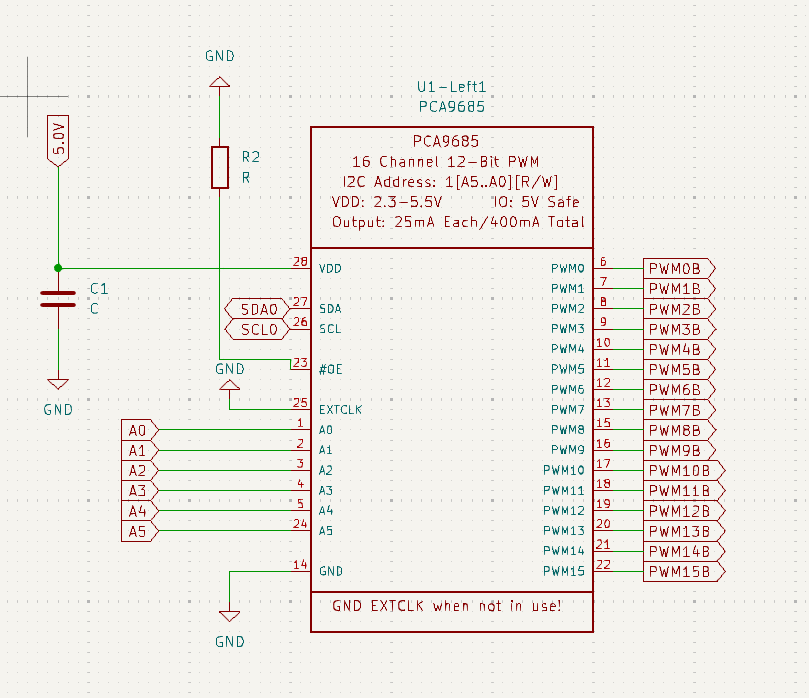 GND
U1-Left1
PCA9685
5.0V
PCA9685
16 Channel 12-Bit PWM
I2C Address: 1[A5..A0][R/W]
VDD: 2.3-5.5V IO: 5V Safe
Output: 25mA Each/400mA Total
R2
R
28 VDD
PWM0 6 PWM0B
C1
C
PWM1 7 PWM1B
SDA0 27 SDA
PWM2 8 PWM2B
SCL0 26 SCL
PWM3 9 PWM3B
PWM4 10 PWM4B
GND
23 #OE
PWM5 11 PWM5B
PWM6 12 PWM6B
GND
25 EXTCLK
PWM7 13 PWM7B
A0 1 A0
PWM8 15 PWM8B
A1 2 A1
PWM9 16 PWM9B
A2 3 A2
PWM10 17 PWM10B
A3 4 A3
PWM11 18 PWM11B
A4 5 A4
PWM12 19 PWM12B
A5 24 A5
PWM13 20 PWM13B
PWM14 21 PWM14B
14 GND
PWM15 22 PWM15B
GND EXTCLK when not in use!
GND